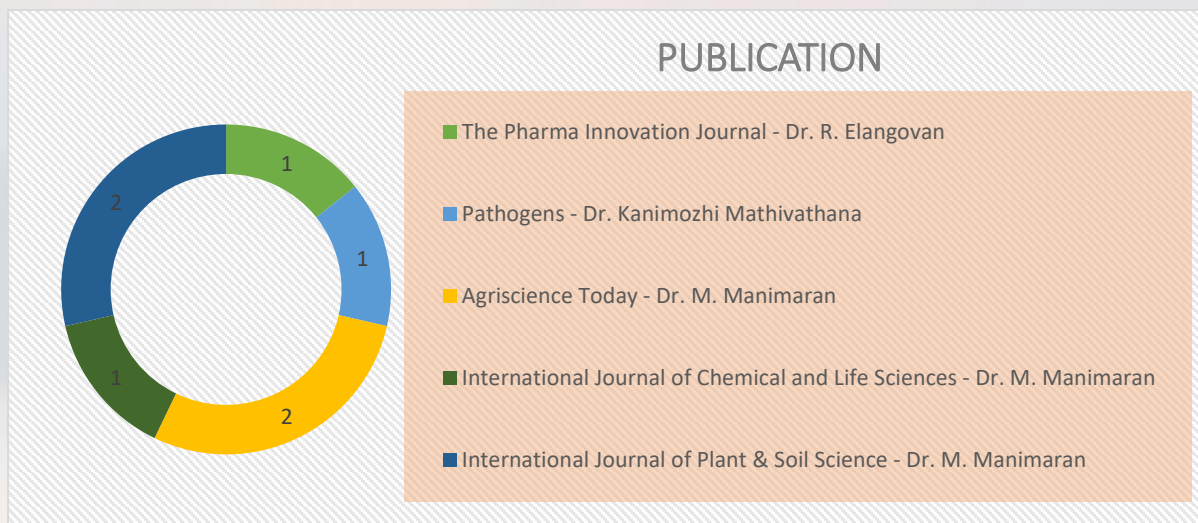 PUBLICATION
1
1
2
1
2
The Pharma Innovation Journal - Dr. R. Elangovan
Pathogens - Dr. Kanimozhi Mathivathana
Agriscience Today - Dr. M. Manimaran
International Journal of Chemical and Life Sciences - Dr. M. Manimaran
International Journal of Plant & Soil Science - Dr. M. Manimaran